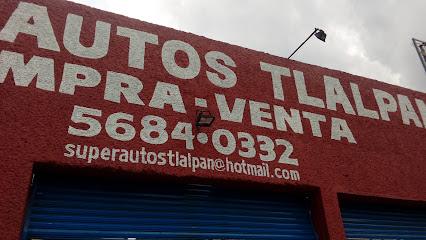 AUTOS TLALPAN
MPRA-VENTA
5684•0332
superautostlalpan@hotmail.com